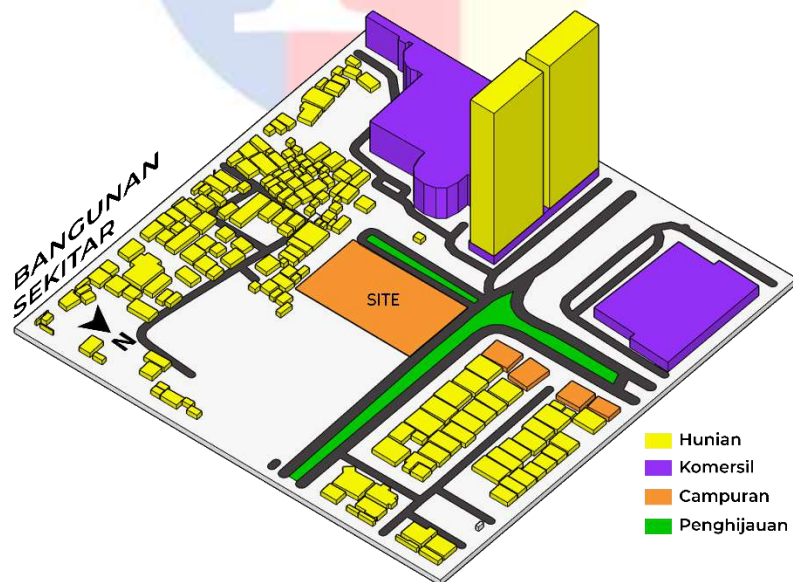 BANGUNAN
SEKITAR
N
SITE
Hunian
Komersil
Campuran
Penghijauan